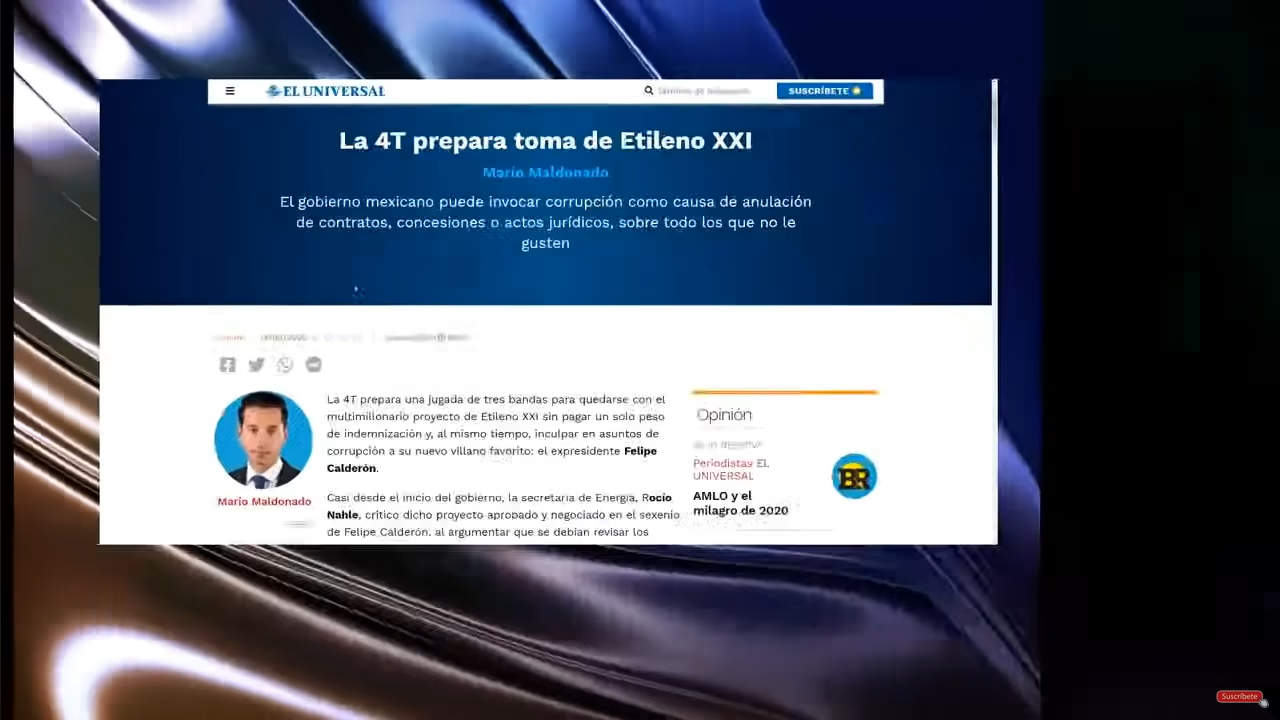 EL UNIVERSAL
SUSCRÍBETE
La 4T prepara toma de Etileno XXI
Mario Maldonado
El gobierno mexicano puede invocar corrupción como causa de anulación
de contratos, concesiones o actos jurídicos, sobre todo los que no le
gusten
La 4T prepara una jugada de tres bandas para quedarse con el
multimillonario proyecto de Etileno XXI sin pagar un solo peso
de indemnización y, al mismo tiempo, inculpar en asuntos de
corrupción a su nuevo villano favorito: el expresidente Felipe
Calderón.
Casi desde el inicio del gobierno, la secretaria de Energía, Rocío
Nahle, criticó dicho proyecto aprobado y negociado en el sexenio
de Felipe Calderón, al argumentar que se debían revisar los
Mario Maldonado
Opinión
Periodistas EL
UNIVERSAL
AMLO y el
milagro de 2020
BR
Suscríbete